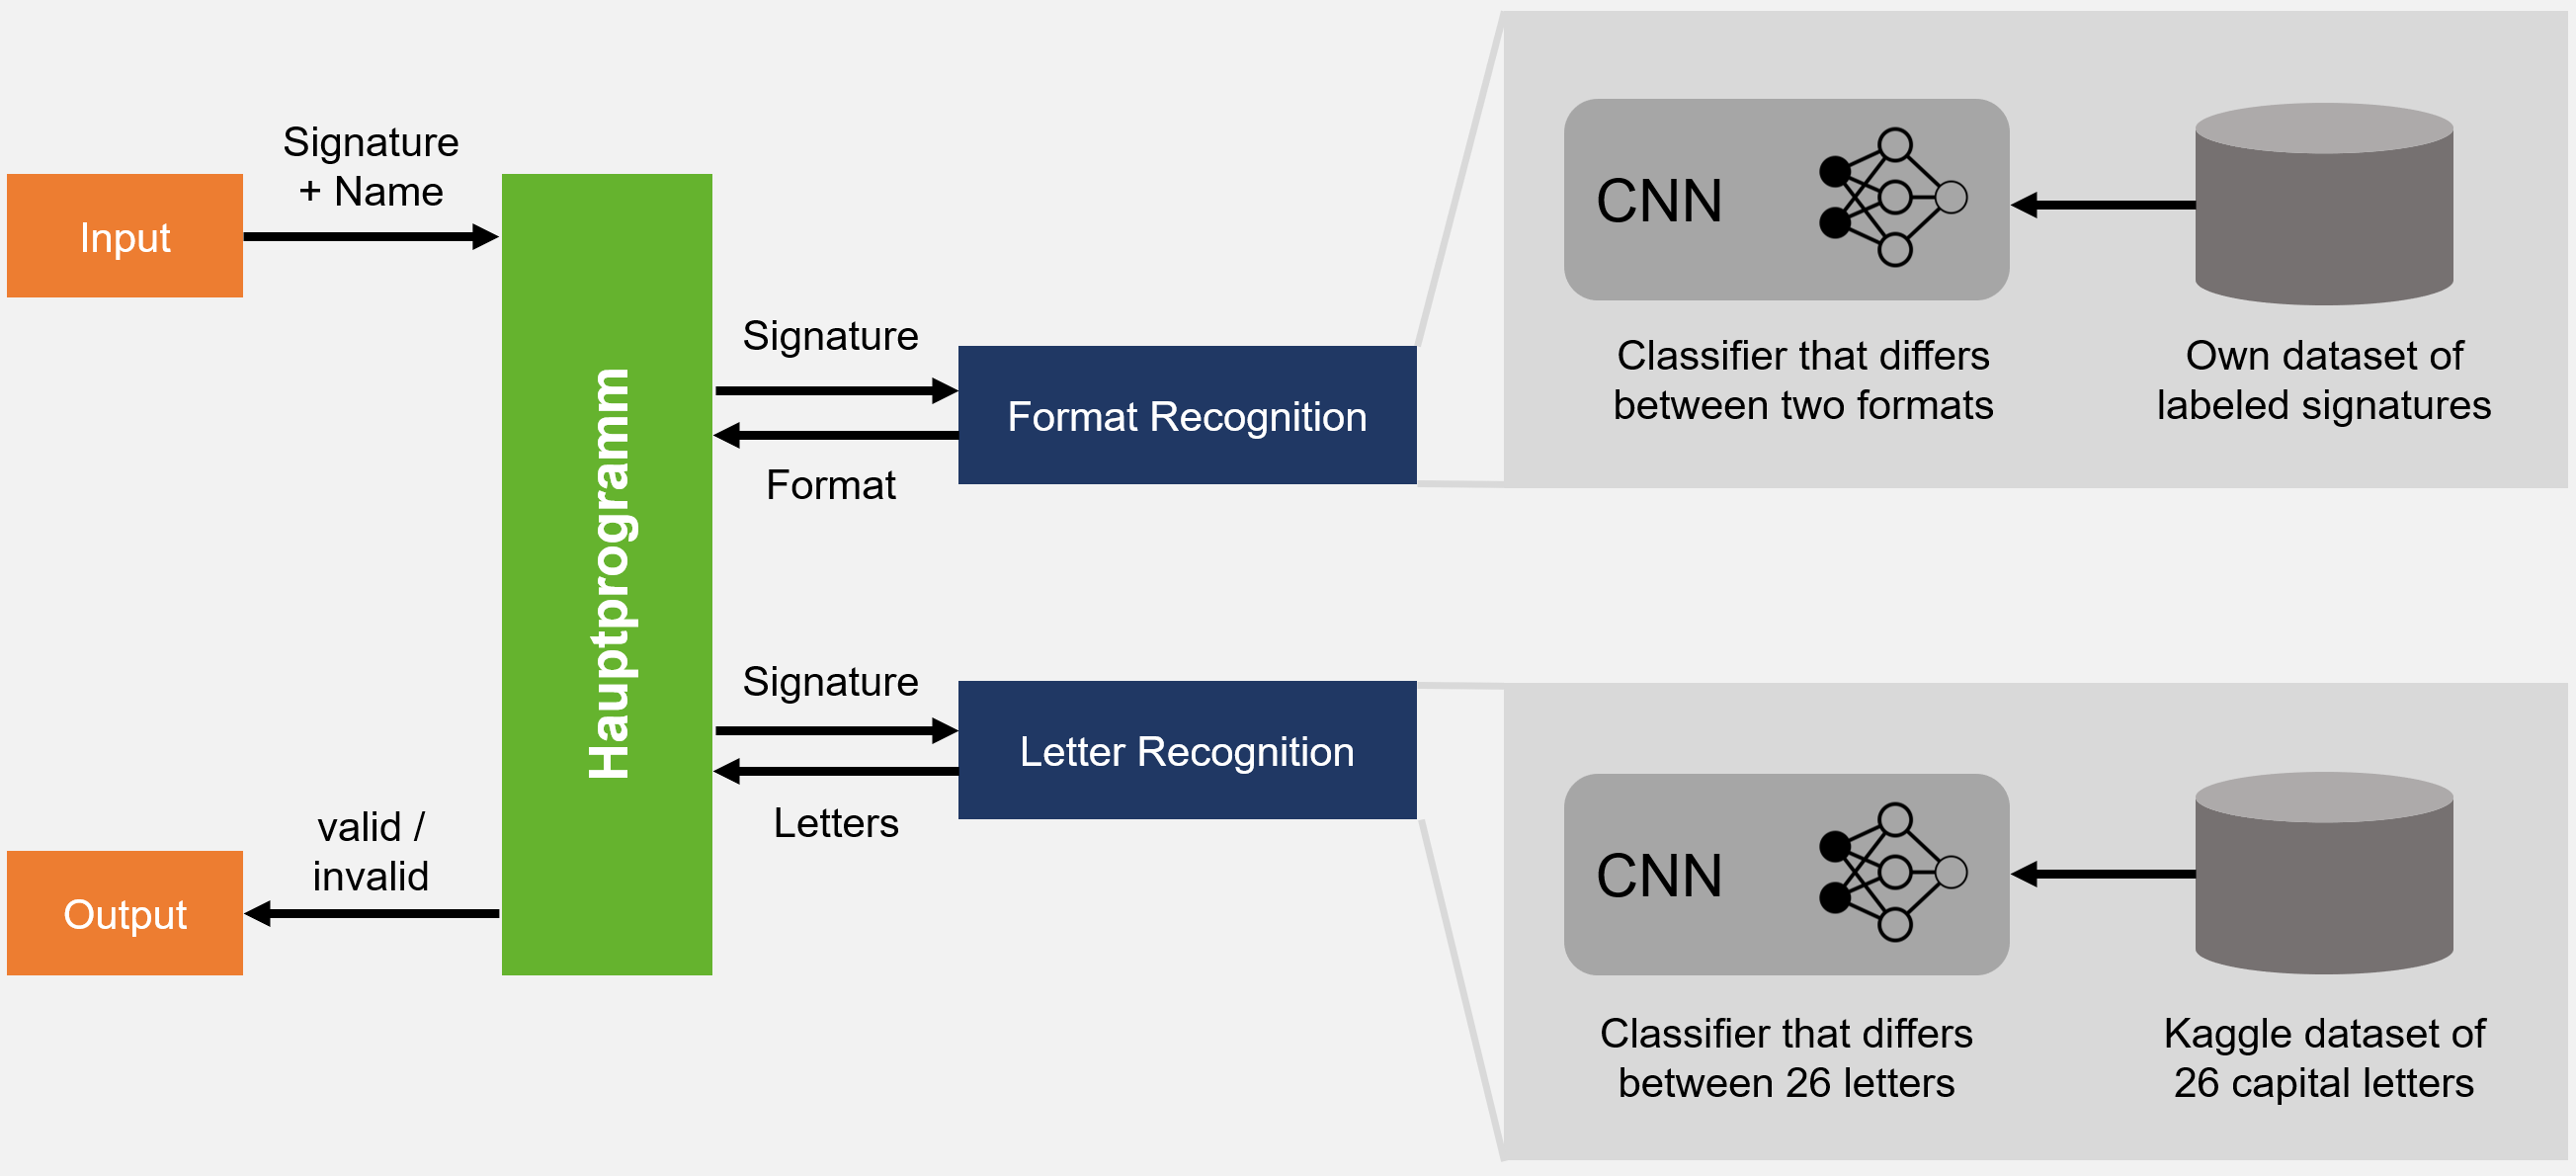 Signature
+ Name
Input
Hauptprogramm
Signature
Format
Format Recognition
CNN
Classifier that differs
between two formats
Own dataset of
labeled signatures
Signature
Letters
Letter Recognition
CNN
Classifier that differs
between 26 letters
Kaggle dataset of
26 capital letters
valid /
invalid
Output